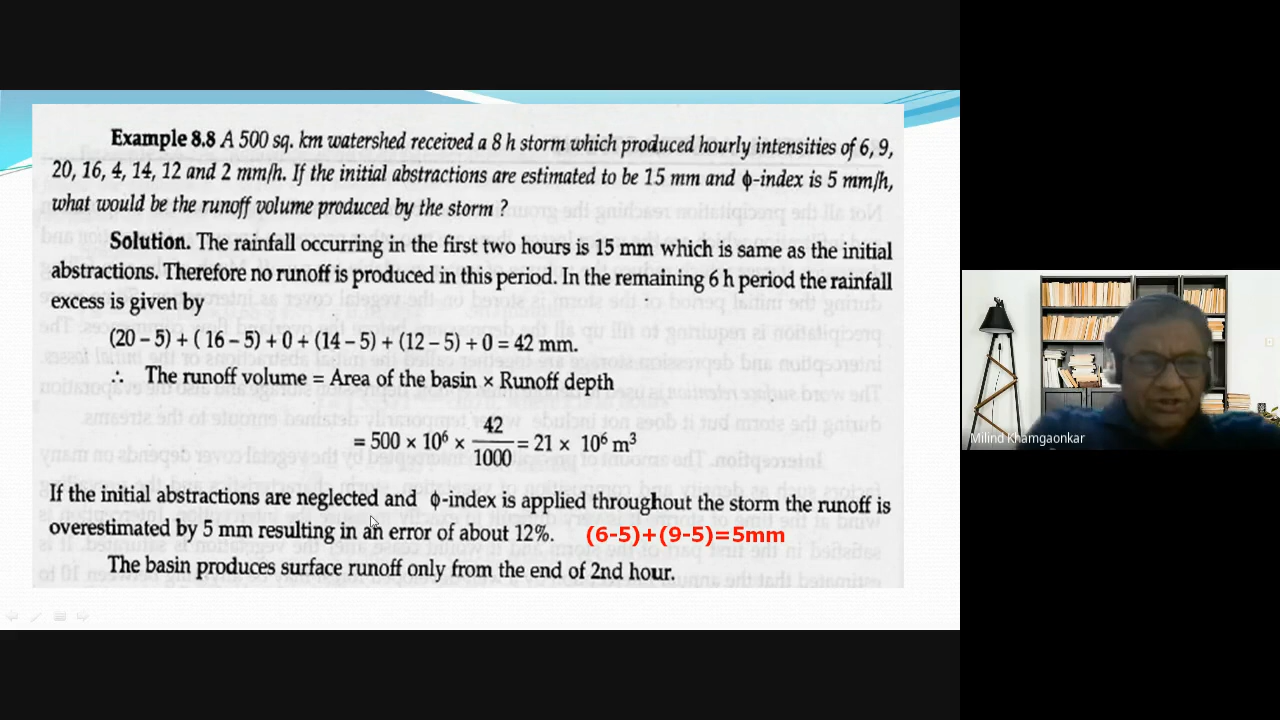 Example 8.8 A 500 sq. km watershed received a 8 h storm which produced hourly intensities of 6, 9,
20, 16, 4, 14, 12 and 2 mm/h. If the initial abstractions are estimated to be 15 mm and ϕ-index is 5 mm/h,
what would be the runoff volume produced by the storm ?
Solution. The rainfall occurring in the first two hours is 15 mm which is same as the initial
abstractions. Therefore no runoff is produced in this period. In the remaining 6 h period the rainfall
excess is given by
(20 – 5) + ( 16 – 5) + 0 + (14 – 5) + (12 – 5) + 0 = 42 mm.
∴ The runoff volume = Area of the basin × Runoff depth
= 500 × 10⁶ × 42/1000 = 21 × 10⁶ m³
If the initial abstractions are neglected and ϕ-index is applied throughout the storm the runoff is
overestimated by 5 mm resulting in an error of about 12%. (6-5)+(9-5)=5mm
The basin produces surface runoff only from the end of 2nd hour.
Milind Khamgaonkar